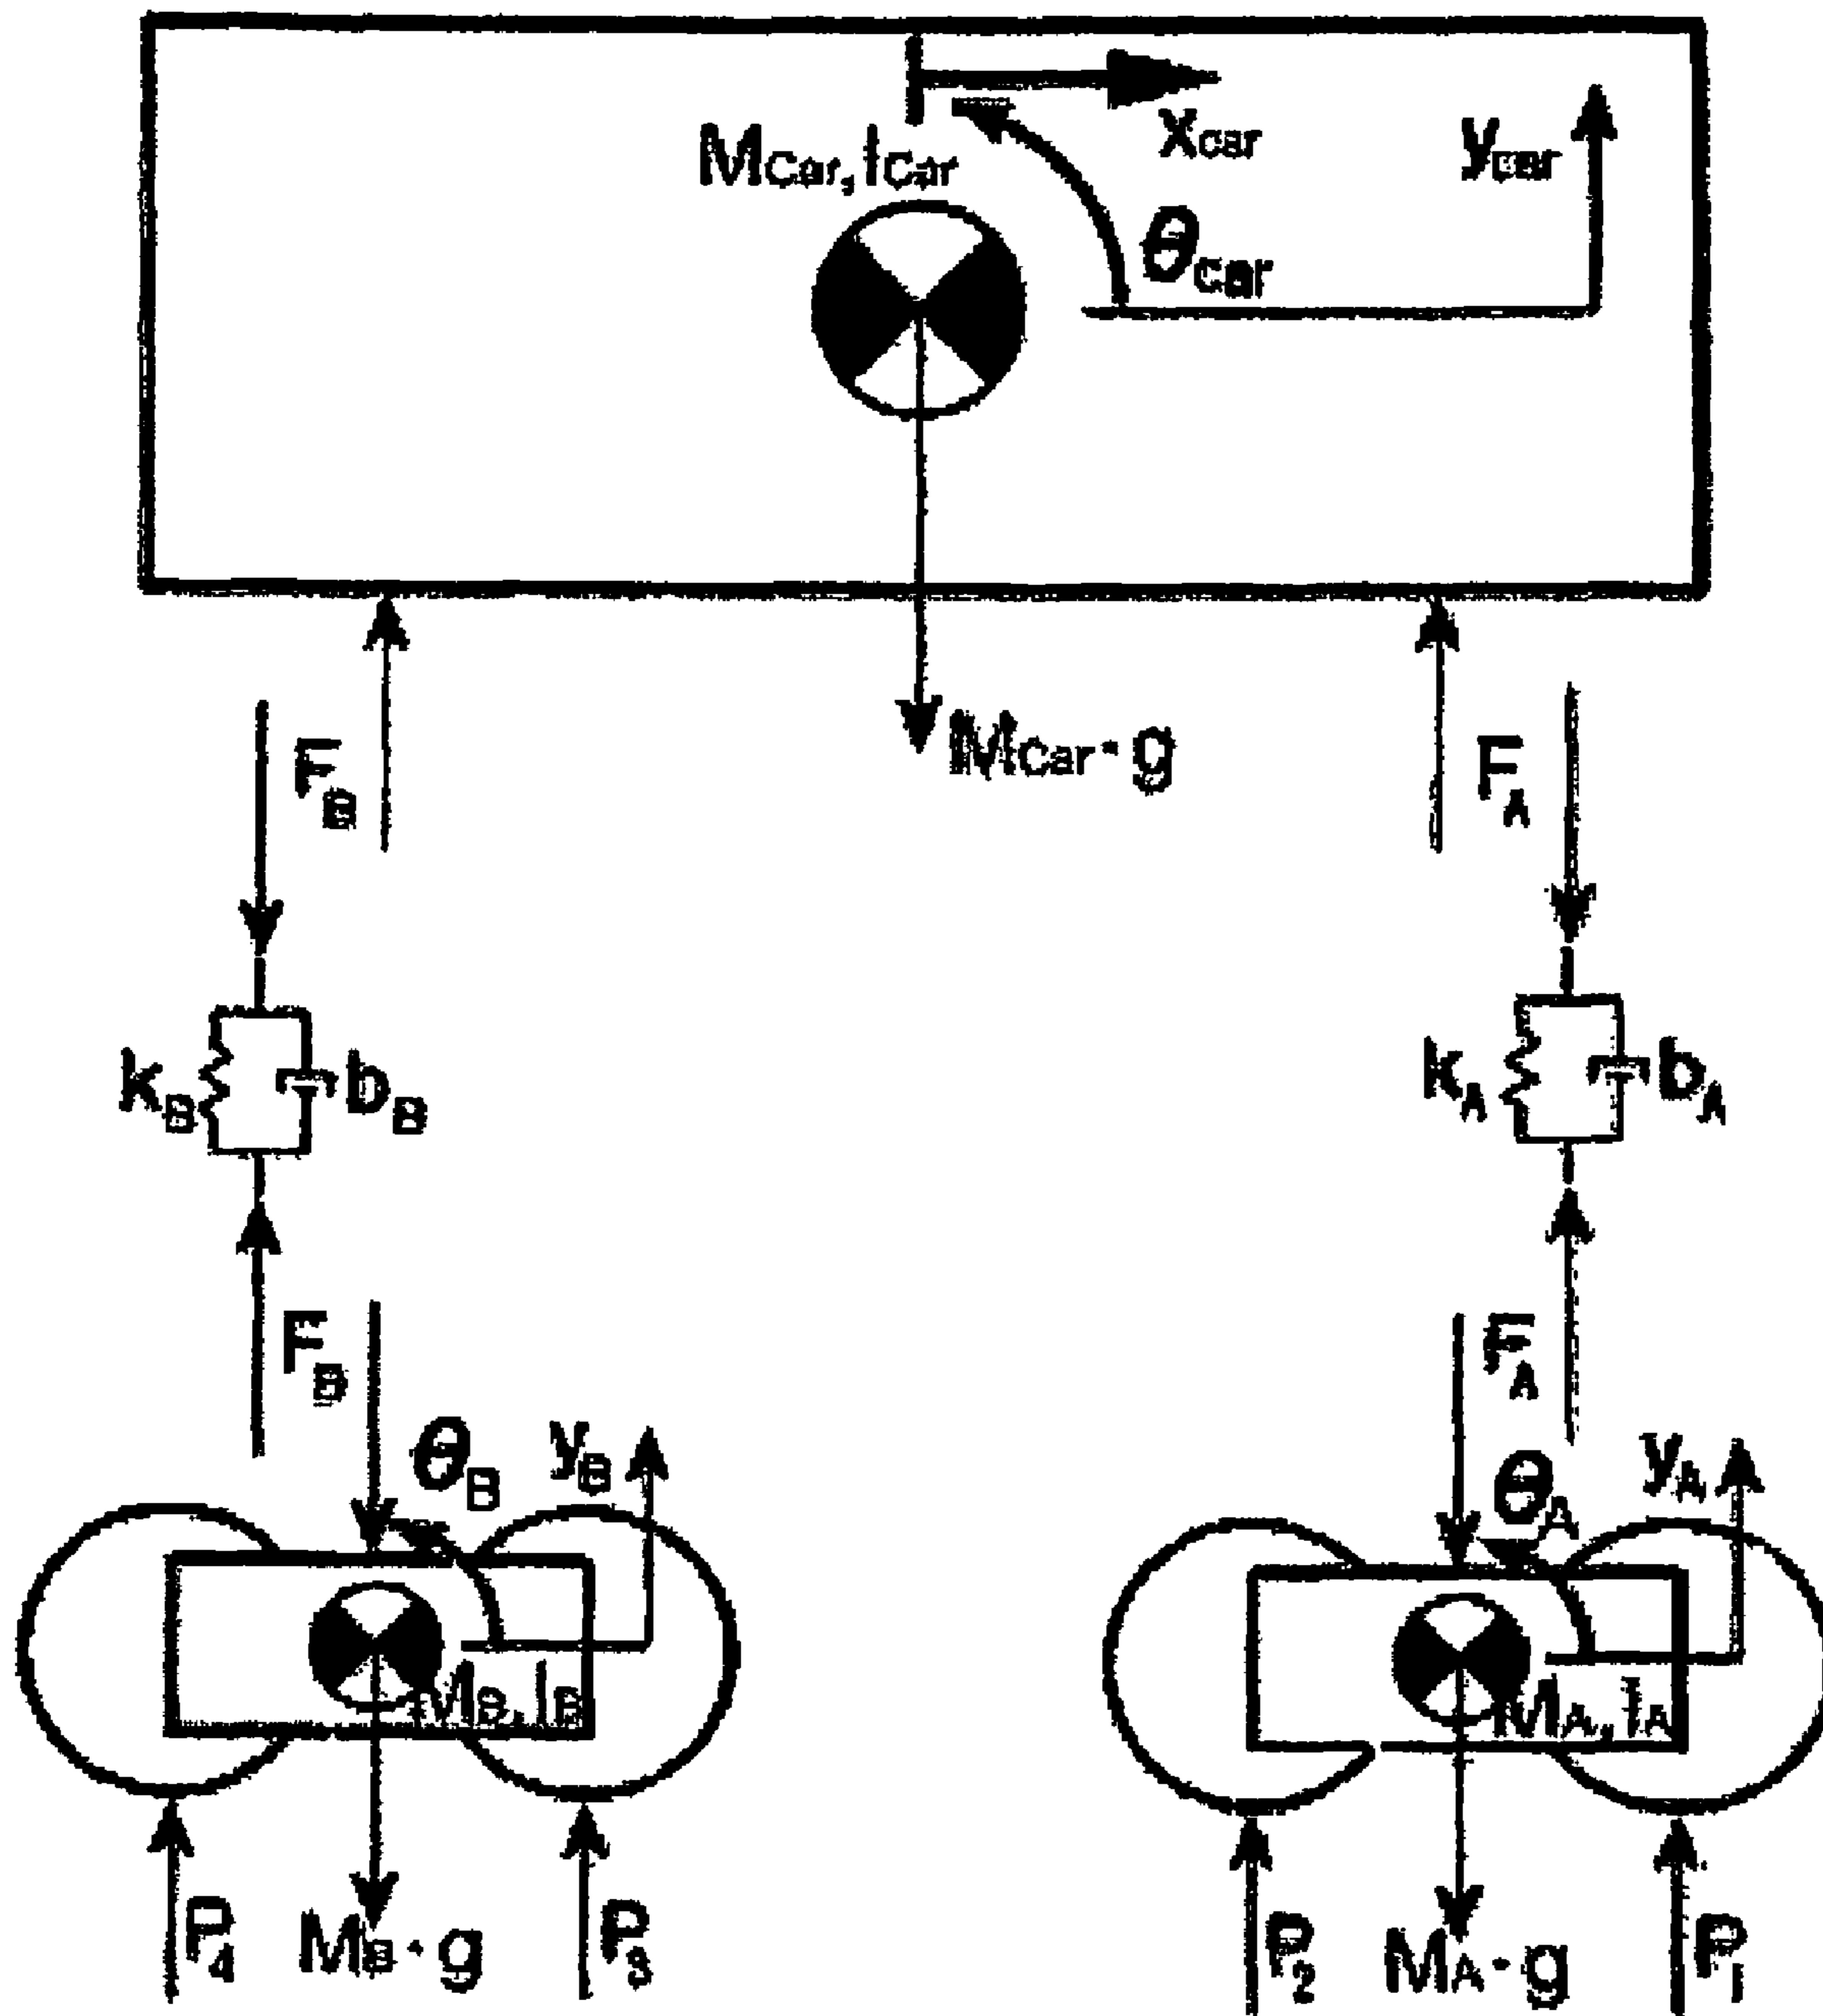 Xcar
ycar
MCar, ICar
θcar
FB
MCar·g
FA
kB
bB
kA
bA
FB
FA
θB
yB
θA
yA
MB, IB
MA, IA
P4
MB·g
P3
P2
MA·g
P1